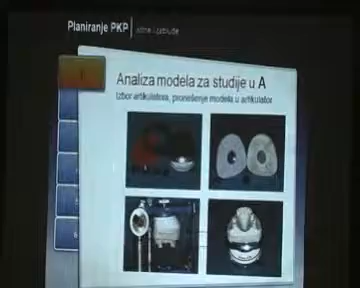 Planiranje PKP
Analiza modela za studije u A
Izbor artikulatora, prenošenje modela u artikulator